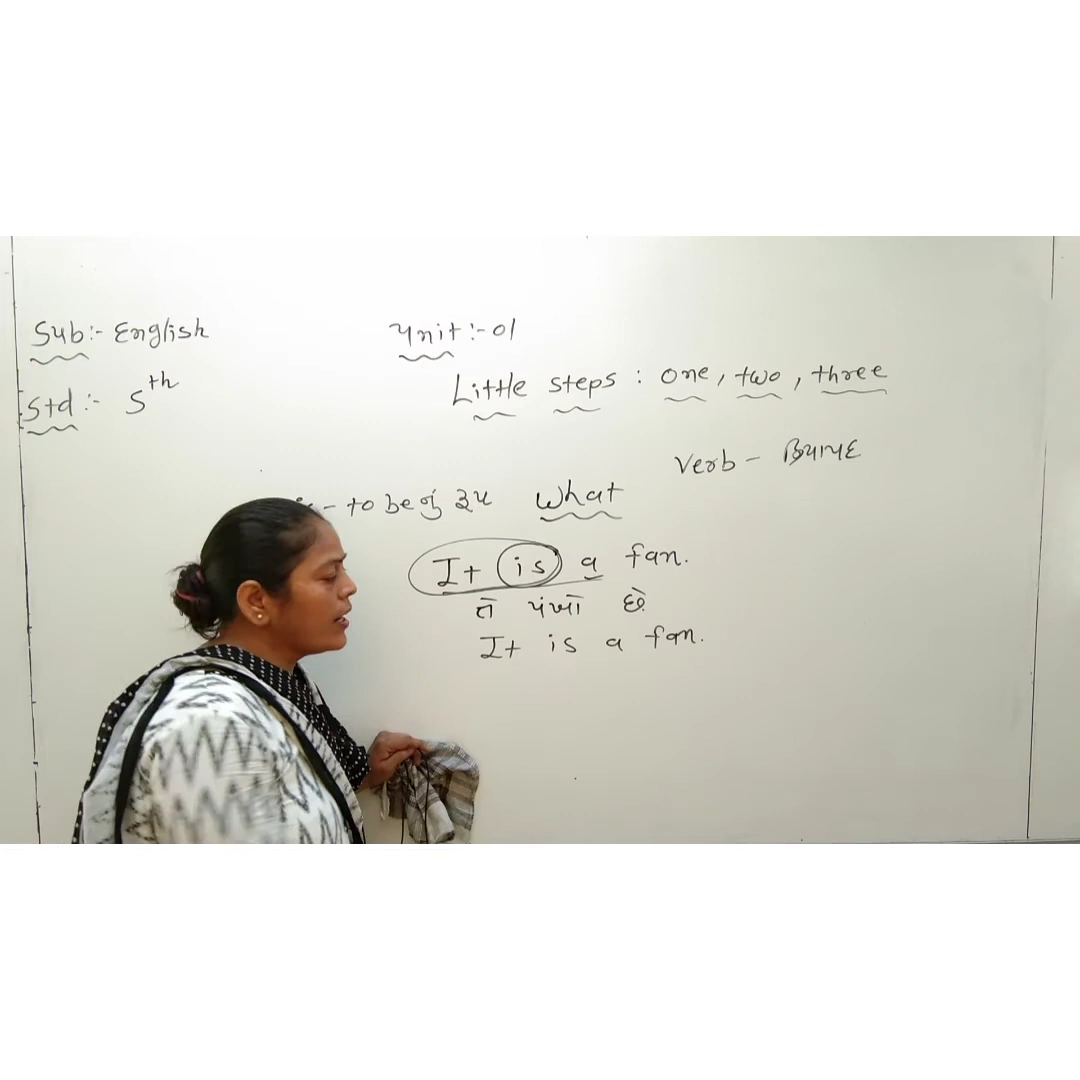 Sub:- English
Unit:-01
Std:- 5th
Little steps: one, two, three
Verb- ક્રિયાપદ
- to be નું રૂપ
What
It is a fan.
તે પંખો છે
It is a fan.